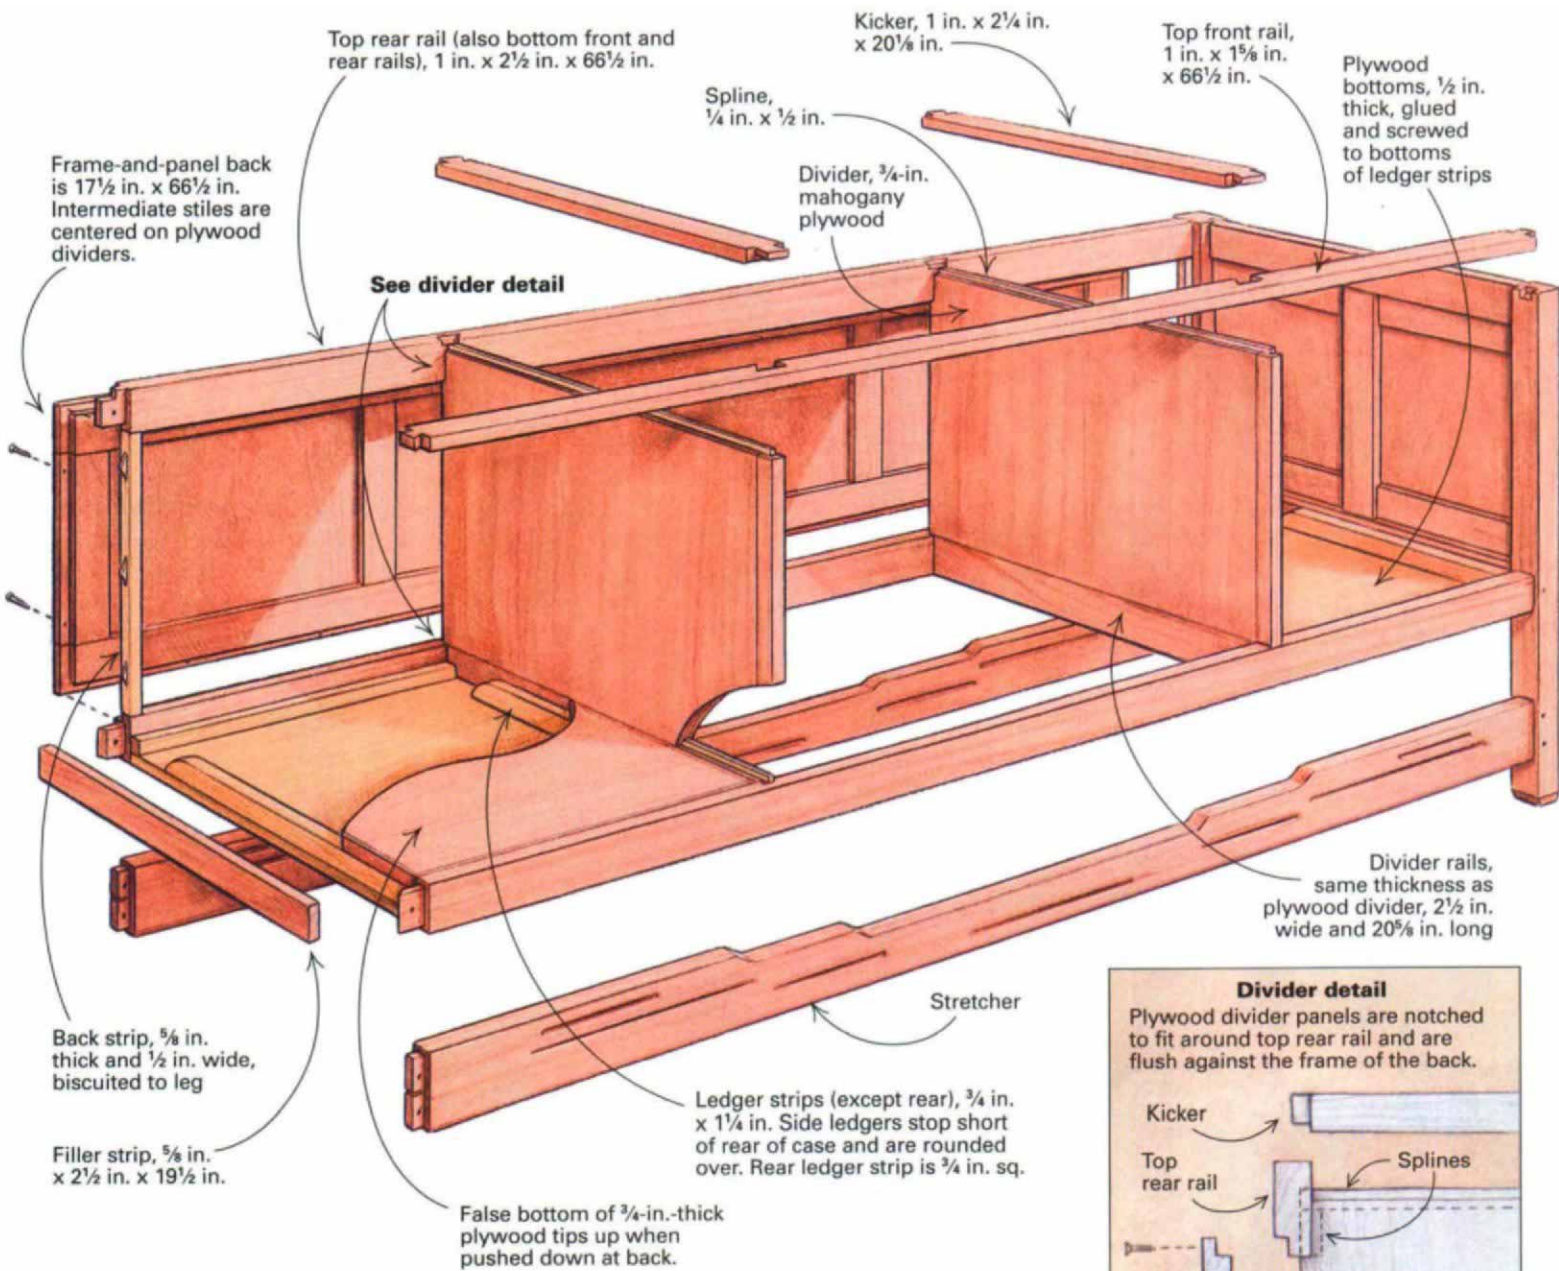 Top rear rail (also bottom front and
rear rails), 1 in. x 2½ in. x 66½ in.
Kicker, 1 in. x 2¼ in.
x 20⅛ in.
Top front rail,
1 in. x 1⅝ in.
x 66½ in.
Plywood
bottoms, ½ in.
thick, glued
and screwed
to bottoms
of ledger strips
Spline,
¼ in. x ½ in.
Frame-and-panel back
is 17½ in. x 66½ in.
Intermediate stiles are
centered on plywood
dividers.
Divider, ¾-in.
mahogany
plywood
See divider detail
Divider rails,
same thickness as
plywood divider, 2½ in.
wide and 20⅝ in. long
Stretcher
Back strip, ⅝ in.
thick and ½ in. wide,
biscuited to leg
Filler strip, ⅝ in.
x 2½ in. x 19½ in.
Ledger strips (except rear), ¾ in.
x 1¼ in. Side ledgers stop short
of rear of case and are rounded
over. Rear ledger strip is ¾ in. sq.
False bottom of ¾-in.-thick
plywood tips up when
pushed down at back.
Divider detail
Plywood divider panels are notched
to fit around top rear rail and are
flush against the frame of the back.
Kicker
Top
rear rail
Splines